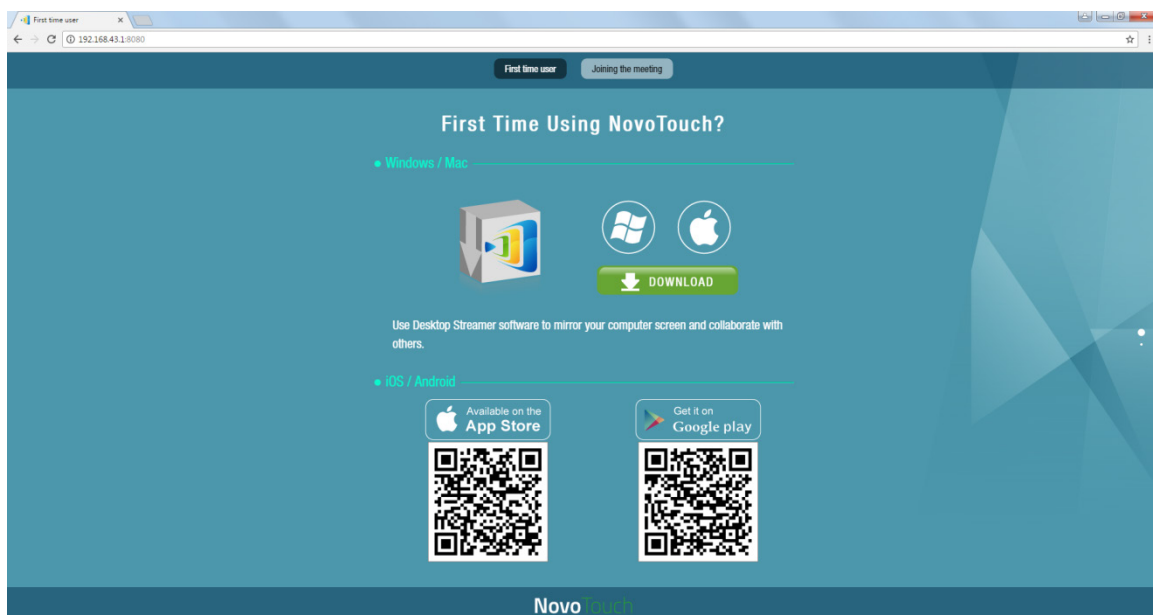 First time user
192.168.43.1:8080
First time user Joining the meeting
First Time Using NovoTouch?
Windows / Mac
DOWNLOAD
Use Desktop Streamer software to mirror your computer screen and collaborate with
others.
iOS / Android
Available on the
App Store
Get it on
Google play
NovoTouch